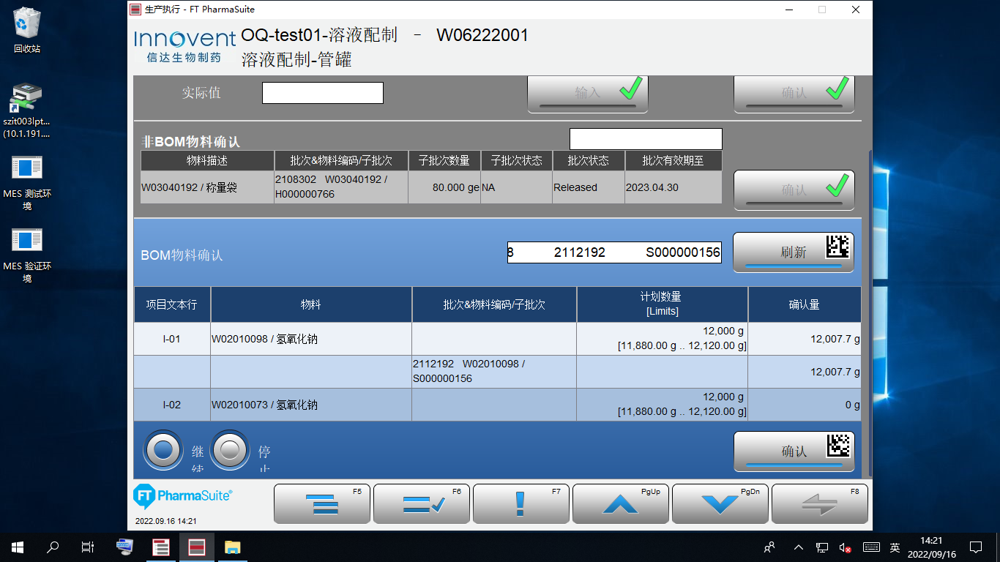 回收站
szit003lpt...
(10.1.191....
MES 测试环
境
MES 验证环
境
生产执行 - FT PharmaSuite
Innovent
信达生物制药
OQ-test01-溶液配制 - W06222001
溶液配制-管罐
实际值
输入
确认
非BOM物料确认
物料描述 批次&物料编码/子批次 子批次数量 子批次状态 批次状态 批次有效期至
W03040192 / 称量袋 2108302 W03040192 / H000000766 80.000 ge NA Released 2023.04.30
确认
BOM物料确认
8 2112192 S000000156
刷新
项目文本行 物料 批次&物料编码/子批次 计划数量 [Limits] 确认量
I-01 W02010098 / 氢氧化钠 12,000 g [11,880.00 g .. 12,120.00 g] 12,007.7 g
2112192 W02010098 / S000000156 12,007.7 g
I-02 W02010073 / 氢氧化钠 12,000 g [11,880.00 g .. 12,120.00 g] 0 g
继续
停止
确认
FT PharmaSuite®
2022.09.16 14:21
F5
F6
F7
PgUp
PgDn
F8
英
14:21
2022/09/16